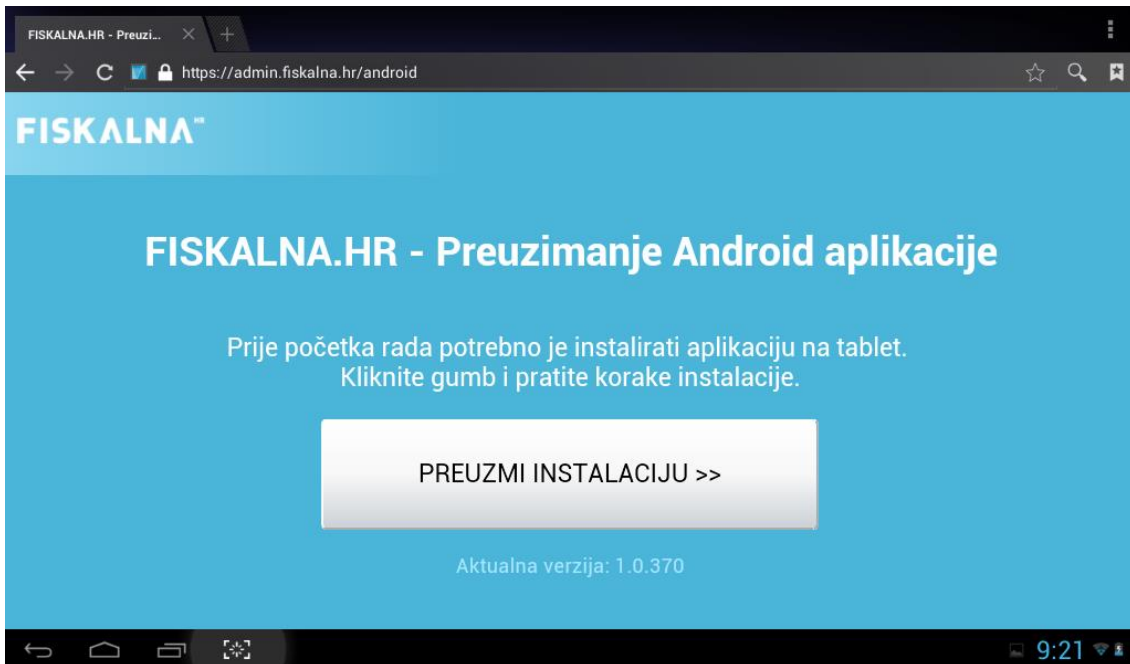 FISKALNA.HR - Preuzi...
https://admin.fiskalna.hr/android
FISKALNA HR
FISKALNA.HR - Preuzimanje Android aplikacije
Prije početka rada potrebno je instalirati aplikaciju na tablet.
Kliknite gumb i pratite korake instalacije.
PREUZMI INSTALACIJU >>
Aktualna verzija: 1.0.370
9:21